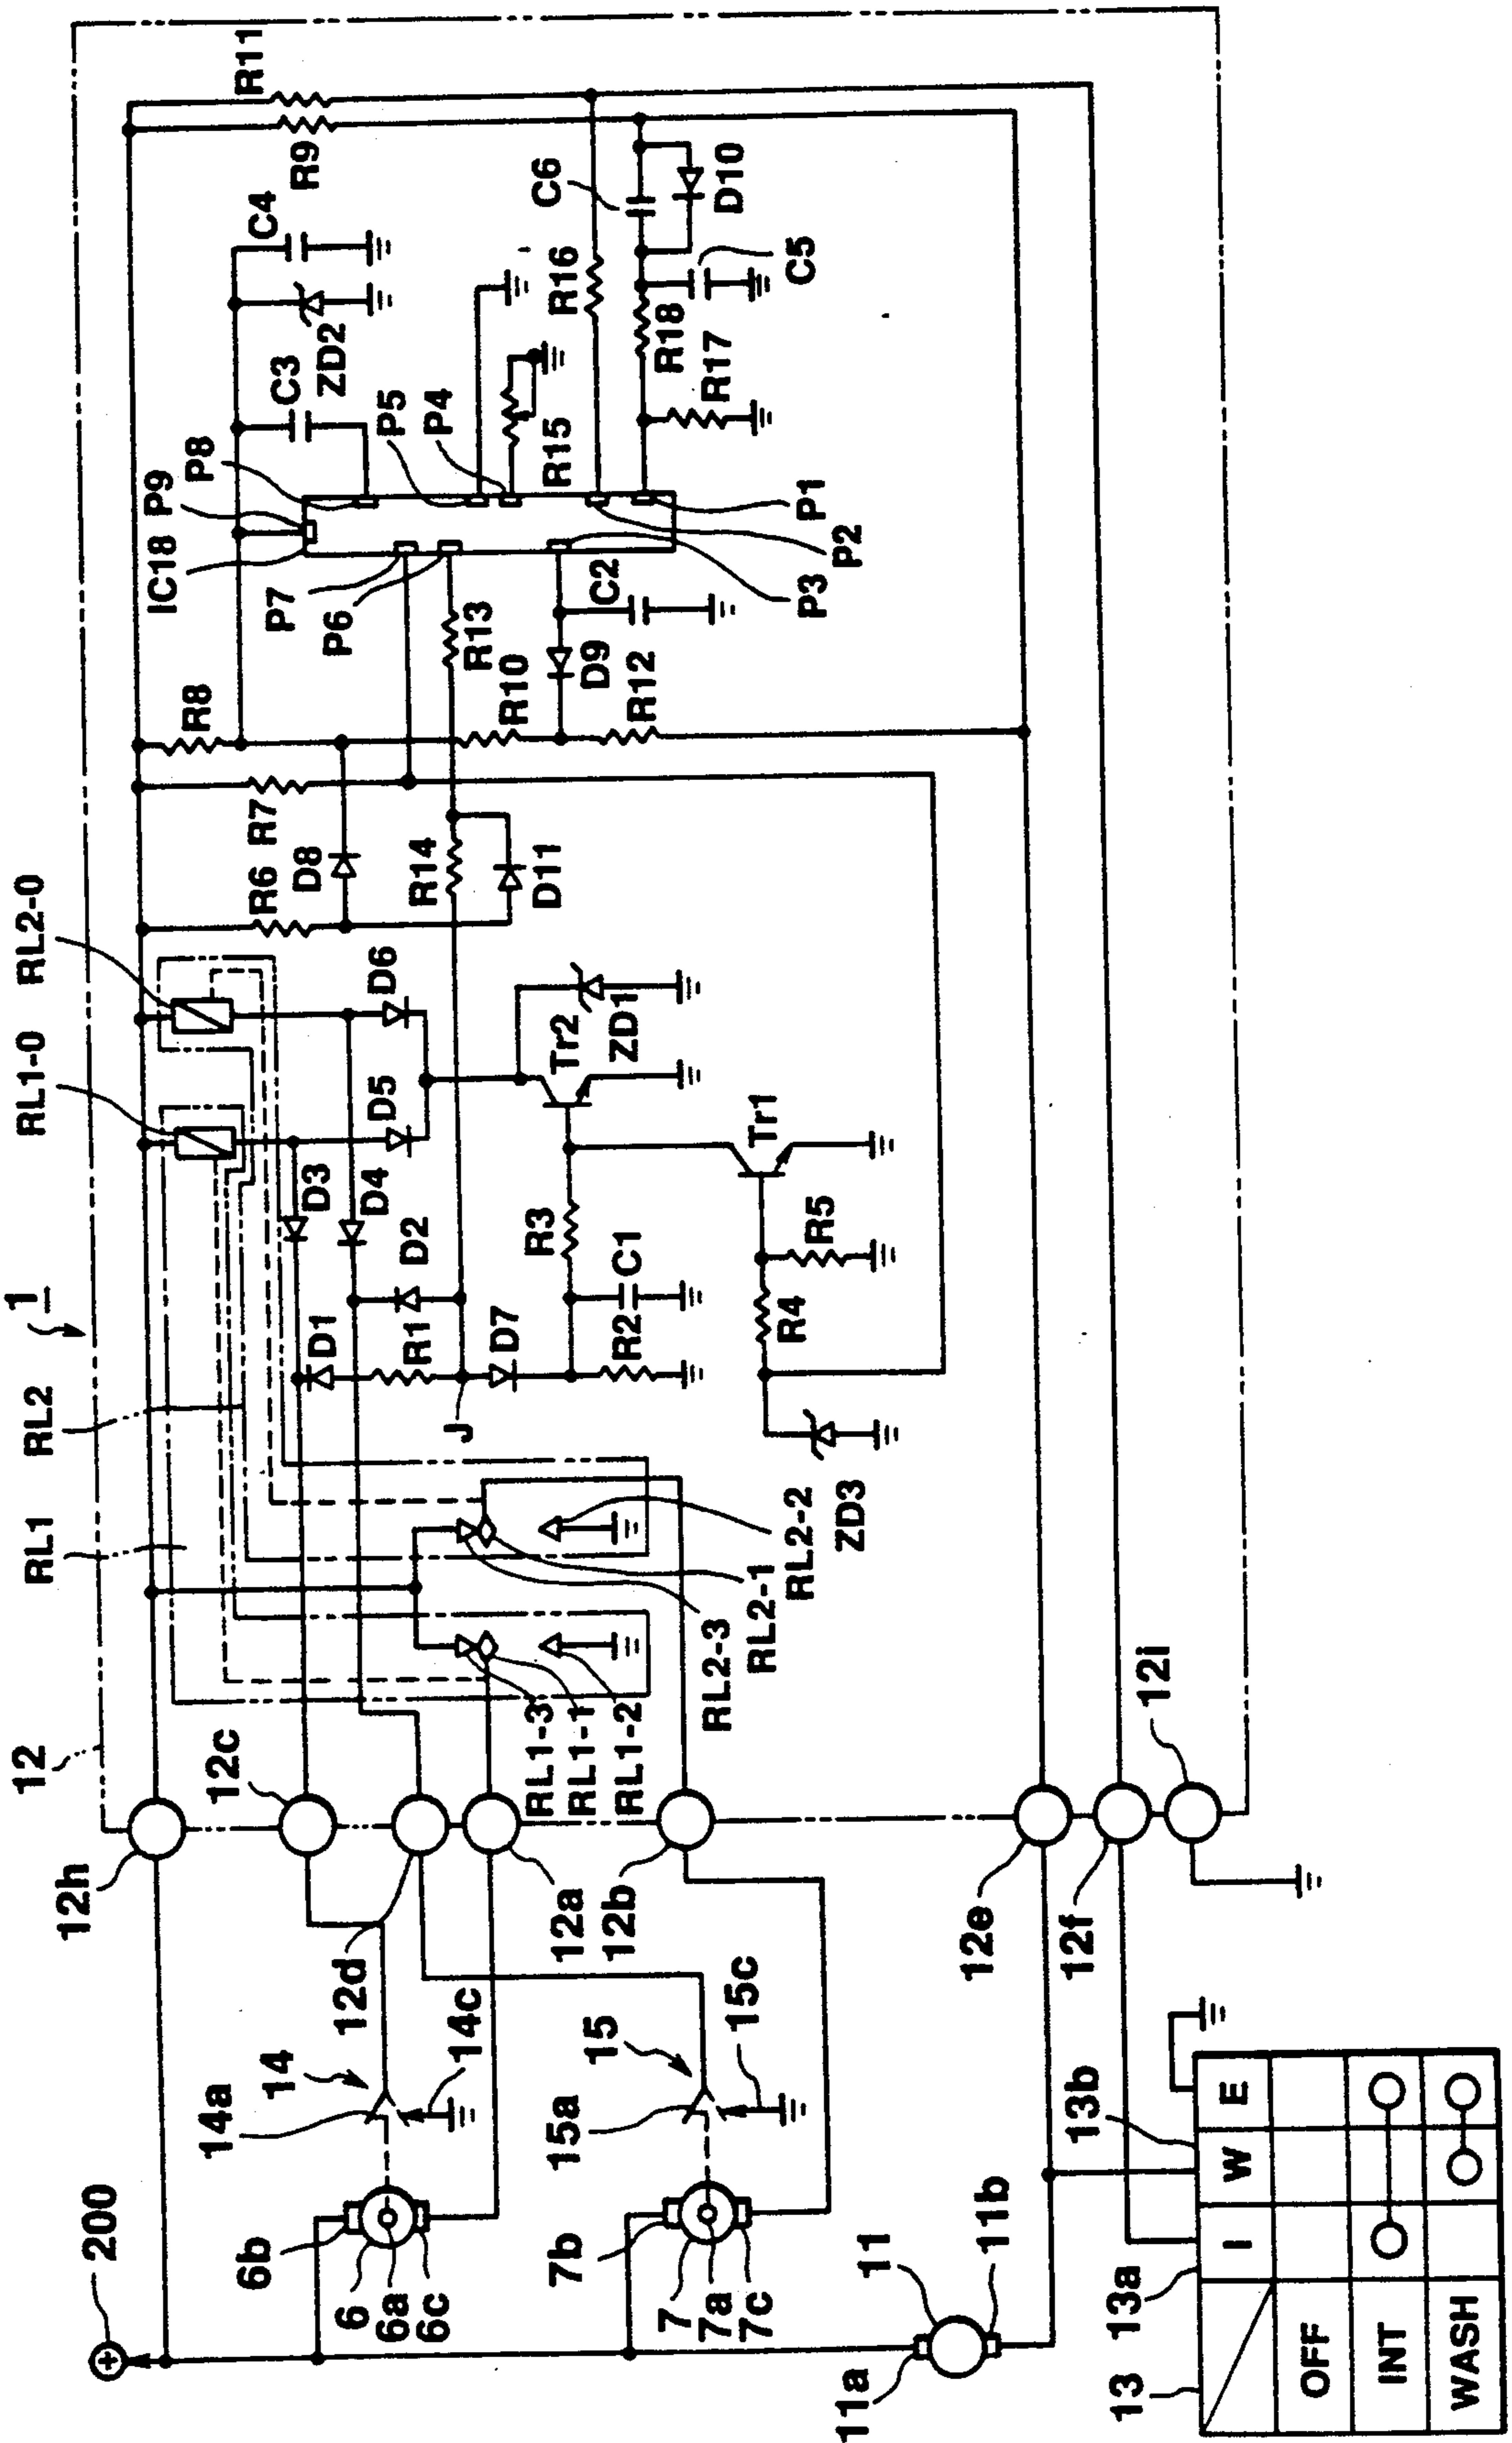 1
RL1-0 RL2-0
RL1
RL2
12
12h
12c
12d
12a
12b
12e
12f
12i
200
R11
R9
C4
ZD2
C3
P8
P9
IC18
P7
P6
P5
P4
R15
R16
C6
D10
C5
R18
R17
P1
P2
P3
C2
D9
R12
R10
R13
R8
R7
R6
D8
R14
D11
D6
D5
D3
D4
D2
D1
R1
D7
J
Tr2
ZD1
Tr1
R3
C1
R2
R5
R4
ZD3
RL2-2
RL2-1
RL2-3
RL1-3
RL1-1
RL1-2
14
14a
14c
15
15a
15c
6b
6
6a
6c
7b
7
7a
7c
11
11a
11b
13
13a
13b
I W E
OFF
INT
WASH